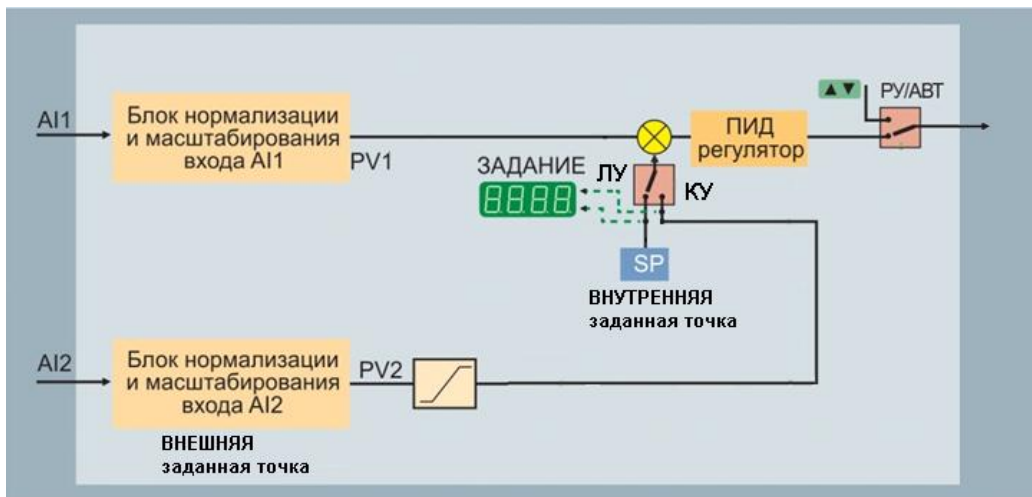 AI1
Блок нормализации
и масштабирования
входа AI1
PV1
ЗАДАНИЕ
8888
ЛУ
КУ
SP
ВНУТРЕННЯЯ
заданная точка
ПИД
регулятор
▲▼
РУ/АВТ
AI2
Блок нормализации
и масштабирования
входа AI2
PV2
ВНЕШНЯЯ
заданная точка